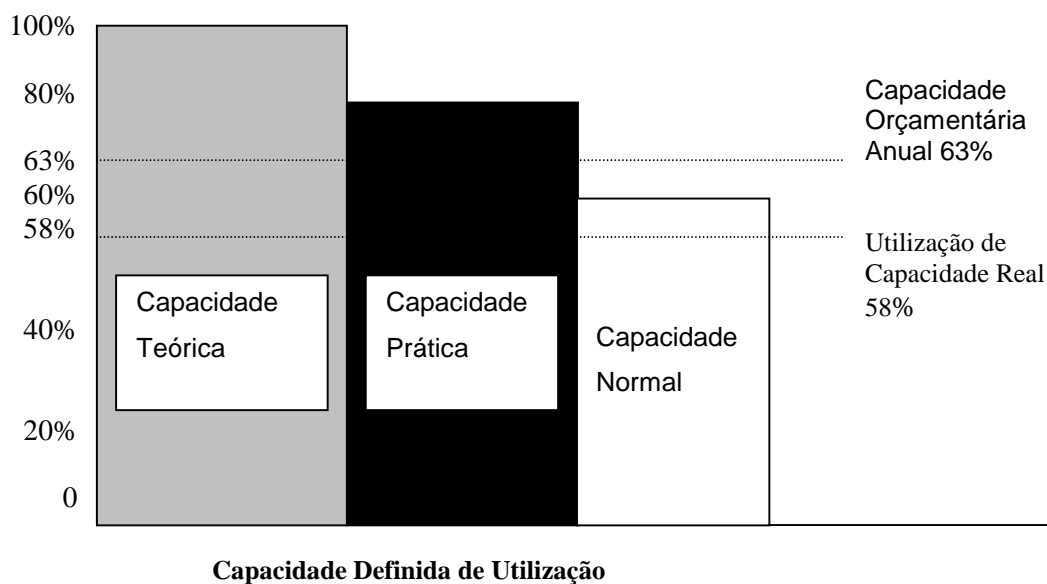 100%
80%
63%
60%
58%
40%
20%
0
Capacidade
Teórica
Capacidade
Prática
Capacidade
Normal
Capacidade
Orçamentária
Anual 63%
Utilização de
Capacidade Real
58%
Capacidade Definida de Utilização